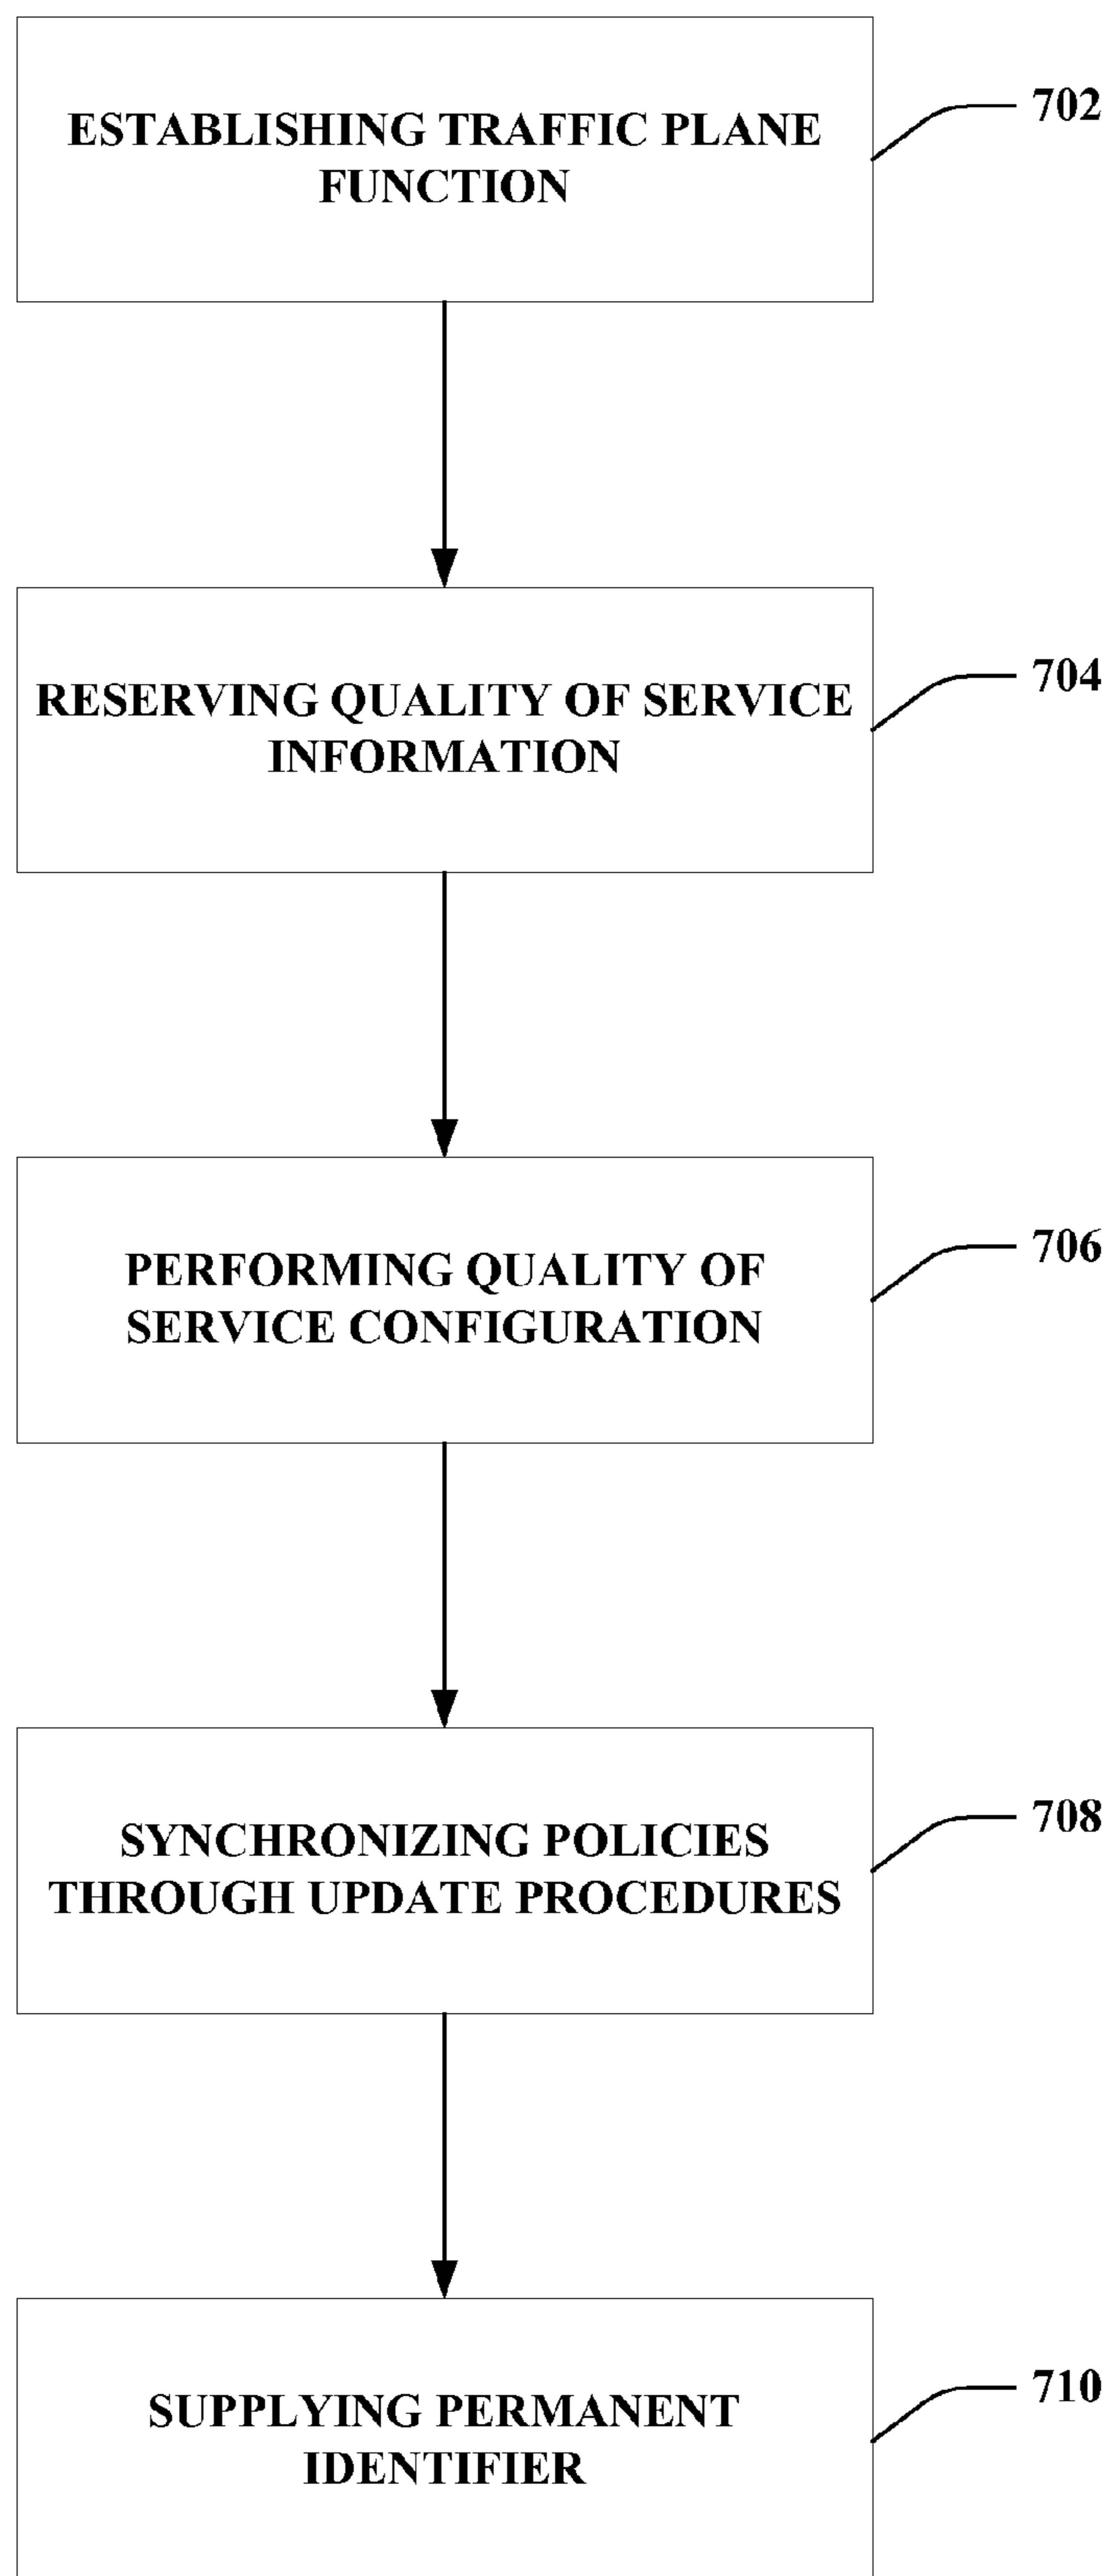 ESTABLISHING TRAFFIC PLANE
FUNCTION
702
RESERVING QUALITY OF SERVICE
INFORMATION
704
PERFORMING QUALITY OF
SERVICE CONFIGURATION
706
SYNCHRONIZING POLICIES
THROUGH UPDATE PROCEDURES
708
SUPPLYING PERMANENT
IDENTIFIER
710